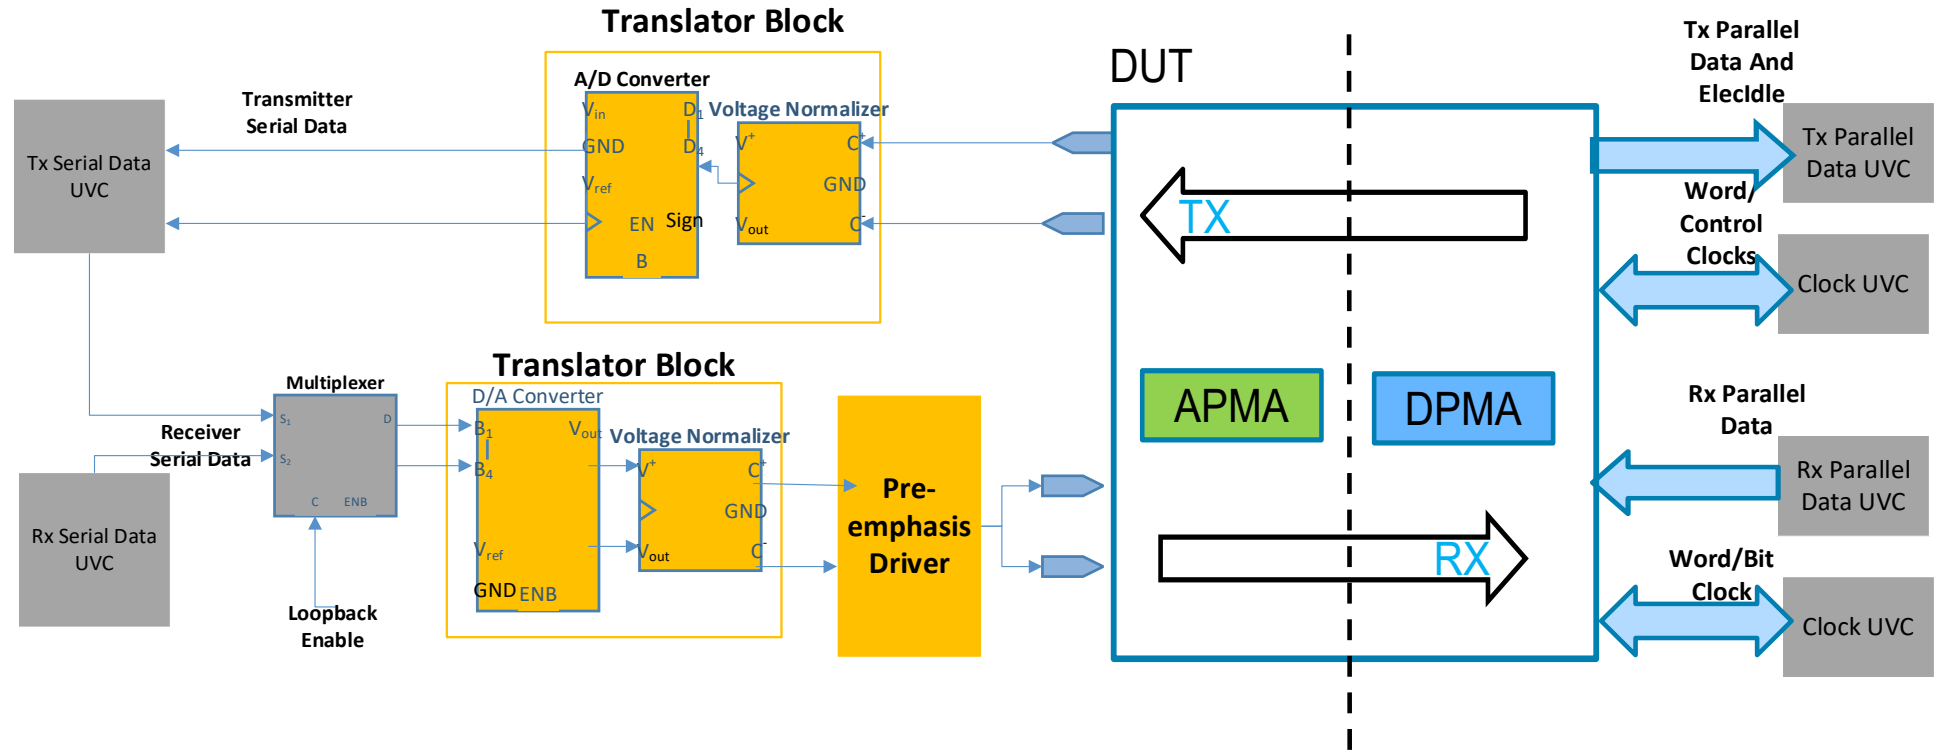 Translator Block
A/D Converter
Voltage Normalizer
Vin
GND
Vref
EN
B
D1
D4
Sign
V+
Vout
C+
GND
C-
Transmitter
Serial Data
Tx Serial Data
UVC
DUT
TX
APMA
DPMA
RX
Tx Parallel
Data And
ElecIdle
Tx Parallel
Data UVC
Word/
Control
Clocks
Clock UVC
Rx Parallel
Data
Rx Parallel
Data UVC
Word/Bit
Clock
Clock UVC
Translator Block
Multiplexer
S1
S2
D
C
ENB
Receiver
Serial Data
Rx Serial Data
UVC
Loopback
Enable
D/A Converter
B1
B4
Vout
Vref
GND
ENB
Voltage Normalizer
V+
Vout
C+
GND
C-
Pre-
emphasis
Driver